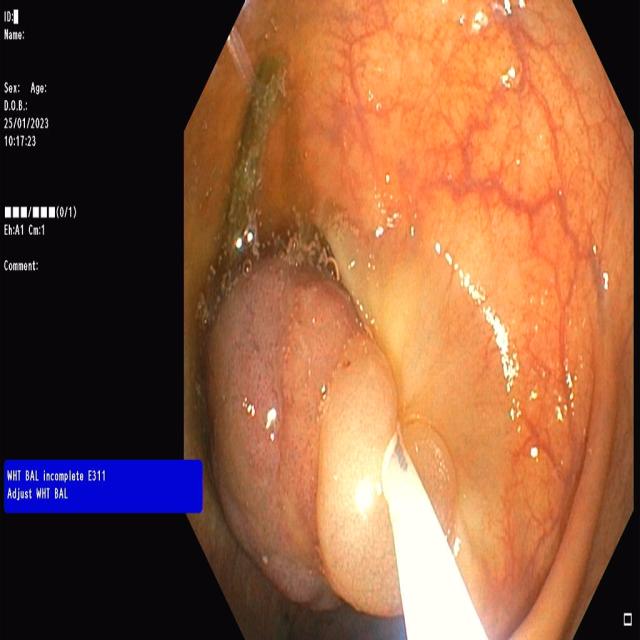 ID:
Name:
Sex: Age:
D.O.B.:
25/01/2023
10:17:23
■■■/■■■(0/1)
Eh:A1 Cm:1
Comment:
WHT BAL incomplete E311
Adjust WHT BAL